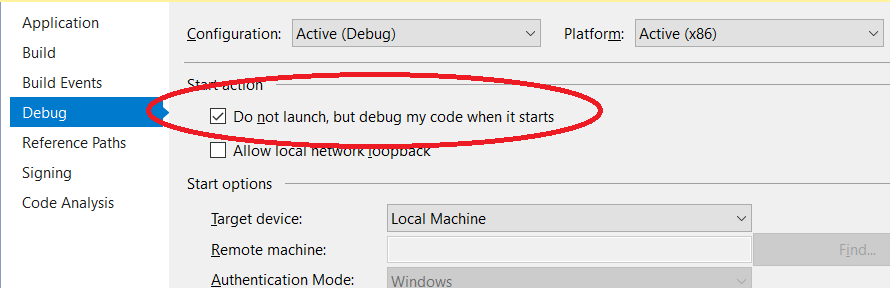 Application
Build
Build Events
Debug
Reference Paths
Signing
Code Analysis
Configuration: Active (Debug) Platform: Active (x86)
Start action
Do not launch, but debug my code when it starts
Allow local network loopback
Start options
Target device: Local Machine
Remote machine: Find...
Authentication Mode: Windows